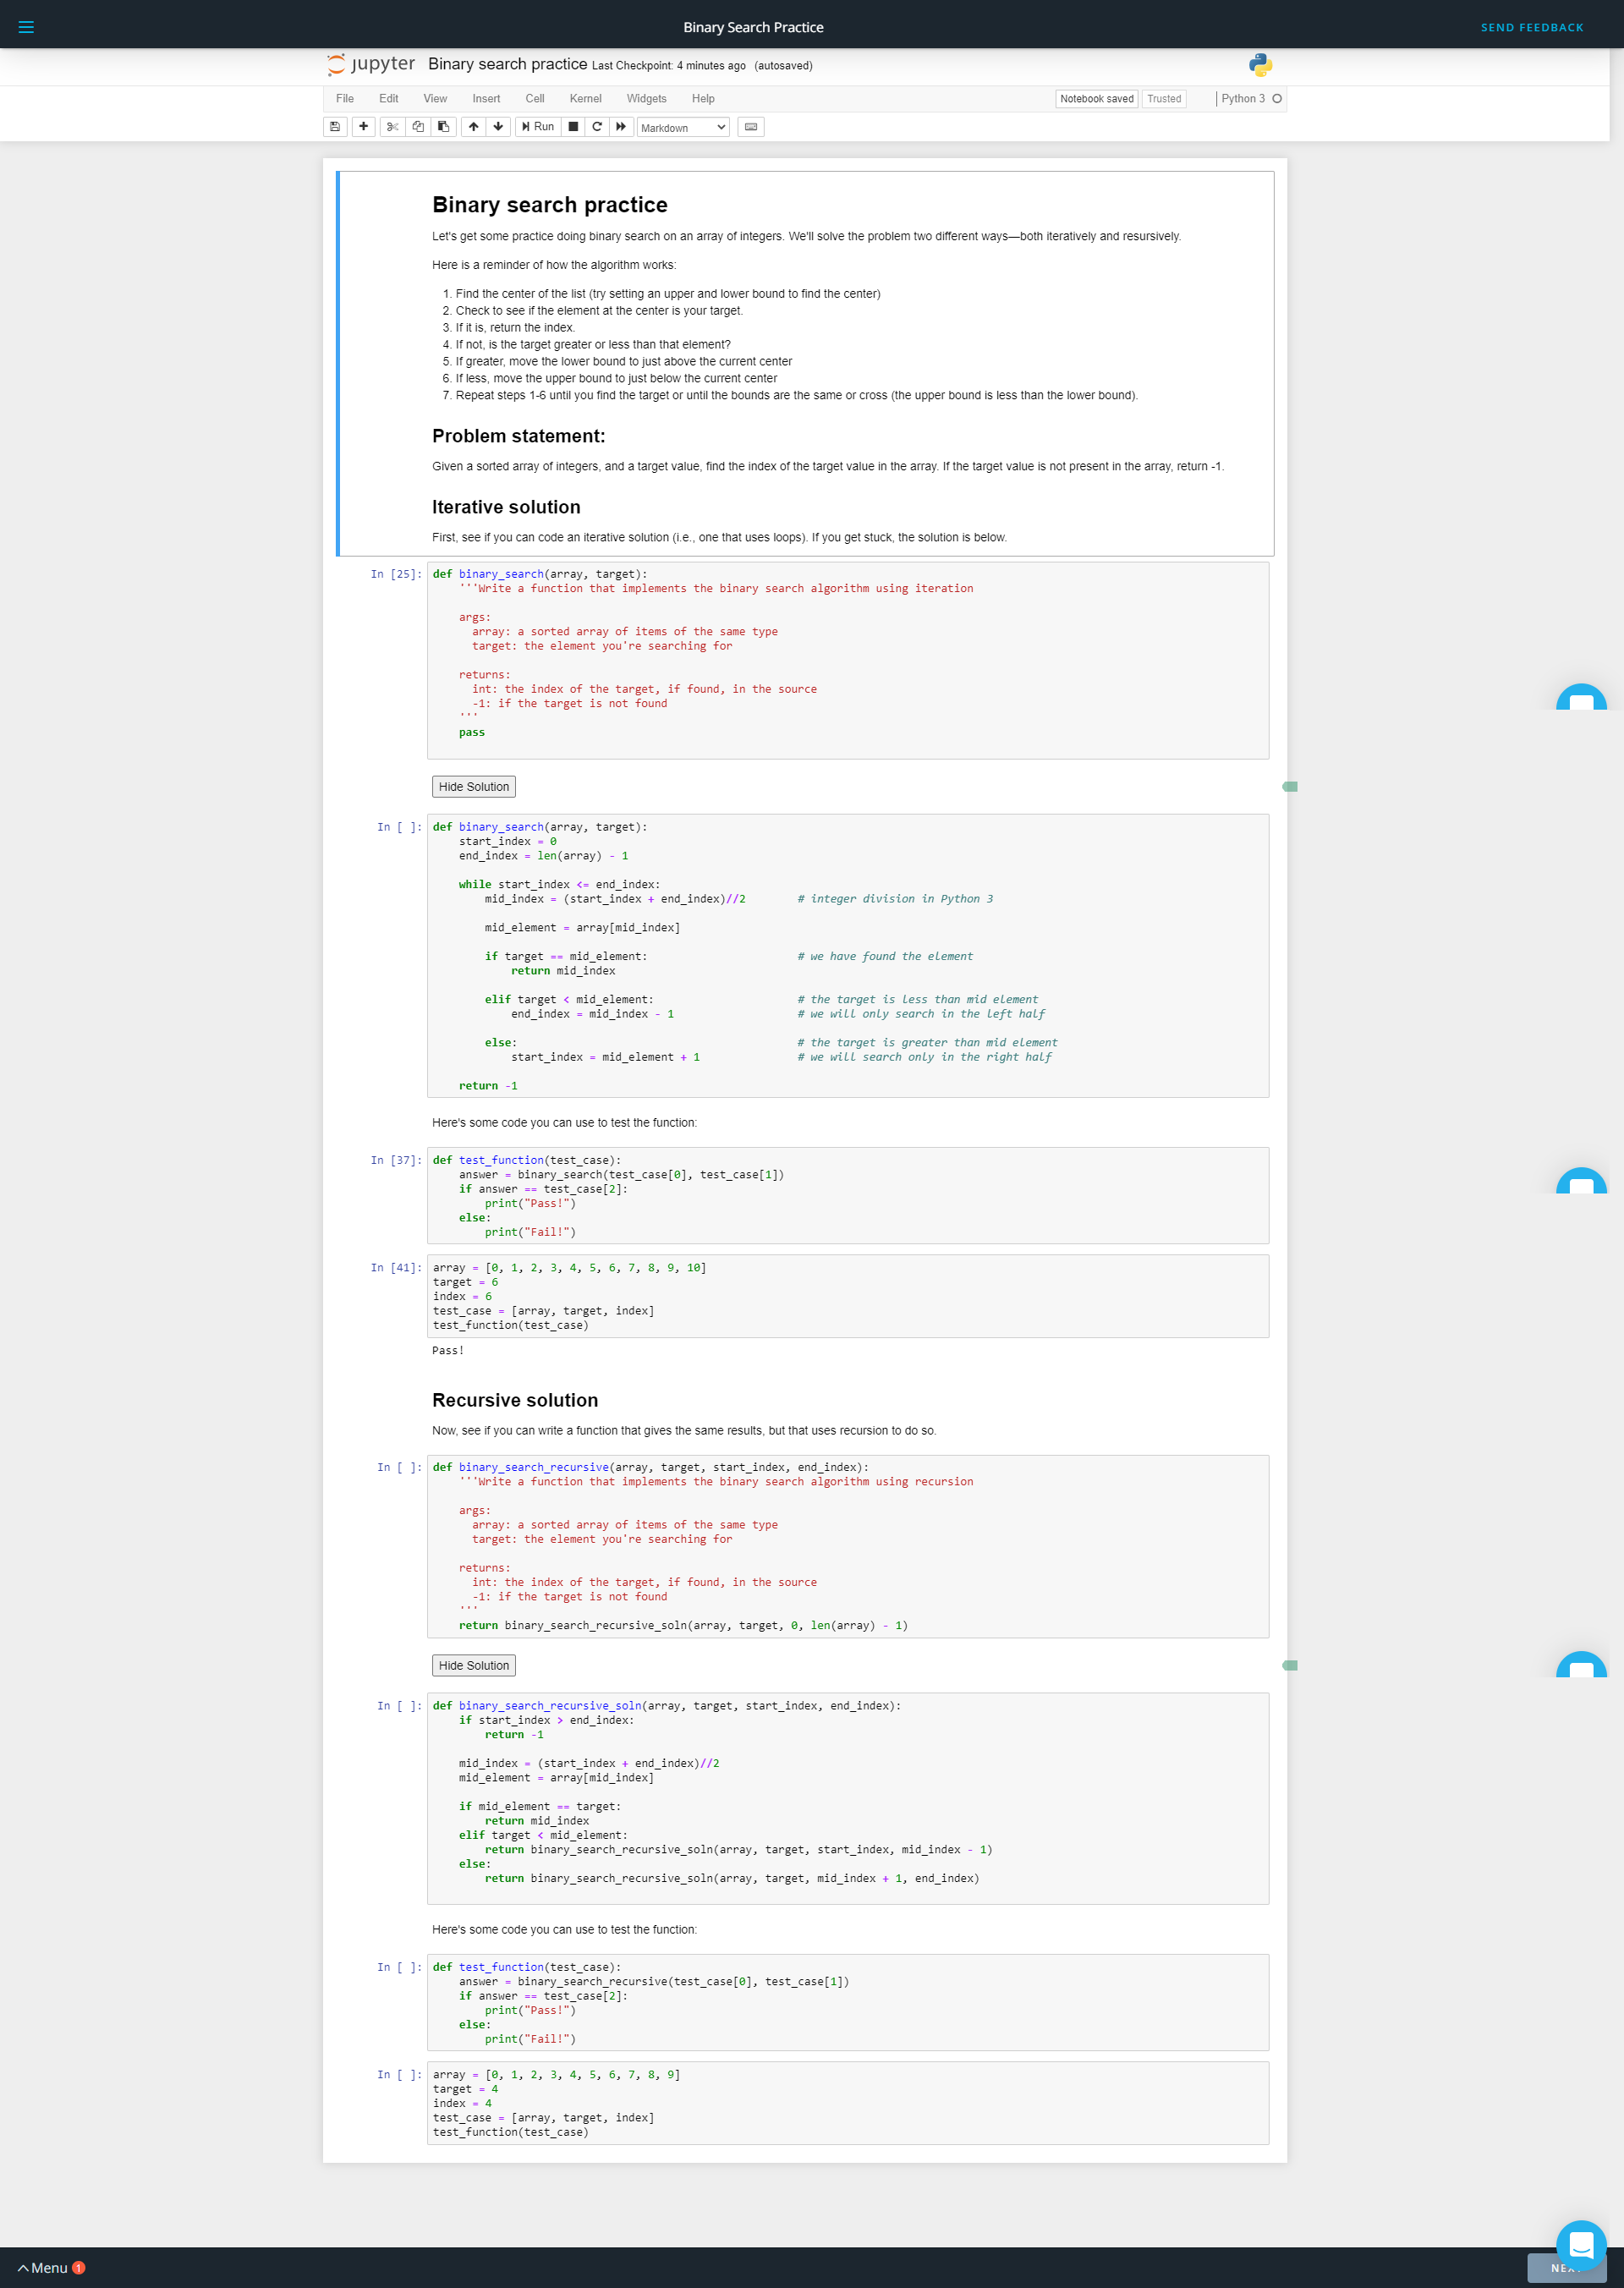 Binary Search Practice
SEND FEEDBACK
jupyter Binary search practice Last Checkpoint: 4 minutes ago (autosaved)
File Edit View Insert Cell Kernel Widgets Help
Notebook saved Trusted Python 3
Run Markdown
Binary search practice
Let's get some practice doing binary search on an array of integers. We'll solve the problem two different ways—both iteratively and resursively.
Here is a reminder of how the algorithm works:
1. Find the center of the list (try setting an upper and lower bound to find the center)
2. Check to see if the element at the center is your target.
3. If it is, return the index.
4. If not, is the target greater or less than that element?
5. If greater, move the lower bound to just above the current center
6. If less, move the upper bound to just below the current center
7. Repeat steps 1-6 until you find the target or until the bounds are the same or cross (the upper bound is less than the lower bound).
Problem statement:
Given a sorted array of integers, and a target value, find the index of the target value in the array. If the target value is not present in the array, return -1.
Iterative solution
First, see if you can code an iterative solution (i.e., one that uses loops). If you get stuck, the solution is below.
In [25]: def binary_search(array, target):
'''Write a function that implements the binary search algorithm using iteration
args:
array: a sorted array of items of the same type
target: the element you're searching for
returns:
int: the index of the target, if found, in the source
-1: if the target is not found
'''
pass
Hide Solution
In [ ]: def binary_search(array, target):
start_index = 0
end_index = len(array) - 1
while start_index <= end_index:
mid_index = (start_index + end_index)//2 # integer division in Python 3
mid_element = array[mid_index]
if target == mid_element: # we have found the element
return mid_index
elif target < mid_element: # the target is less than mid element
end_index = mid_index - 1 # we will only search in the left half
else: # the target is greater than mid element
start_index = mid_element + 1 # we will search only in the right half
return -1
Here's some code you can use to test the function:
In [37]: def test_function(test_case):
answer = binary_search(test_case[0], test_case[1])
if answer == test_case[2]:
print("Pass!")
else:
print("Fail!")
In [41]: array = [0, 1, 2, 3, 4, 5, 6, 7, 8, 9, 10]
target = 6
index = 6
test_case = [array, target, index]
test_function(test_case)
Pass!
Recursive solution
Now, see if you can write a function that gives the same results, but that uses recursion to do so.
In [ ]: def binary_search_recursive(array, target, start_index, end_index):
'''Write a function that implements the binary search algorithm using recursion
args:
array: a sorted array of items of the same type
target: the element you're searching for
returns:
int: the index of the target, if found, in the source
-1: if the target is not found
'''
return binary_search_recursive_soln(array, target, 0, len(array) - 1)
Hide Solution
In [ ]: def binary_search_recursive_soln(array, target, start_index, end_index):
if start_index > end_index:
return -1
mid_index = (start_index + end_index)//2
mid_element = array[mid_index]
if mid_element == target:
return mid_index
elif target < mid_element:
return binary_search_recursive_soln(array, target, start_index, mid_index - 1)
else:
return binary_search_recursive_soln(array, target, mid_index + 1, end_index)
Here's some code you can use to test the function:
In [ ]: def test_function(test_case):
answer = binary_search_recursive(test_case[0], test_case[1])
if answer == test_case[2]:
print("Pass!")
else:
print("Fail!")
In [ ]: array = [0, 1, 2, 3, 4, 5, 6, 7, 8, 9]
target = 4
index = 4
test_case = [array, target, index]
test_function(test_case)
Menu 1